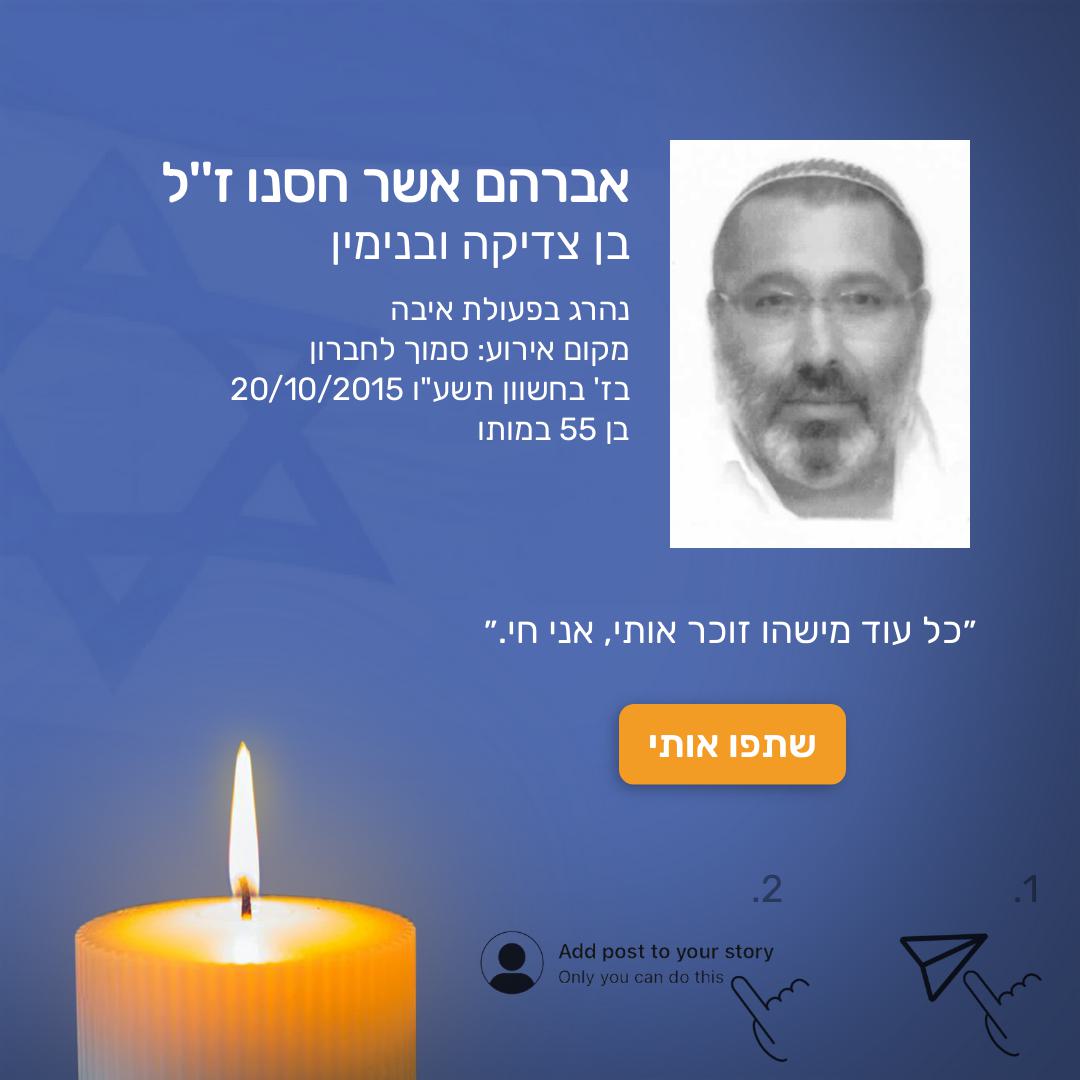 אברהם אשר חסנו ז''ל
בן צדיקה ובנימין
נהרג בפעולת איבה
מקום אירוע: סמוך לחברון
בז' בחשוון תשע"ו 20/10/2015
בן 55 במותו
״כל עוד מישהו זוכר אותי, אני חי.״
שתפו אותי
.1
.2
Add post to your story
Only you can do this